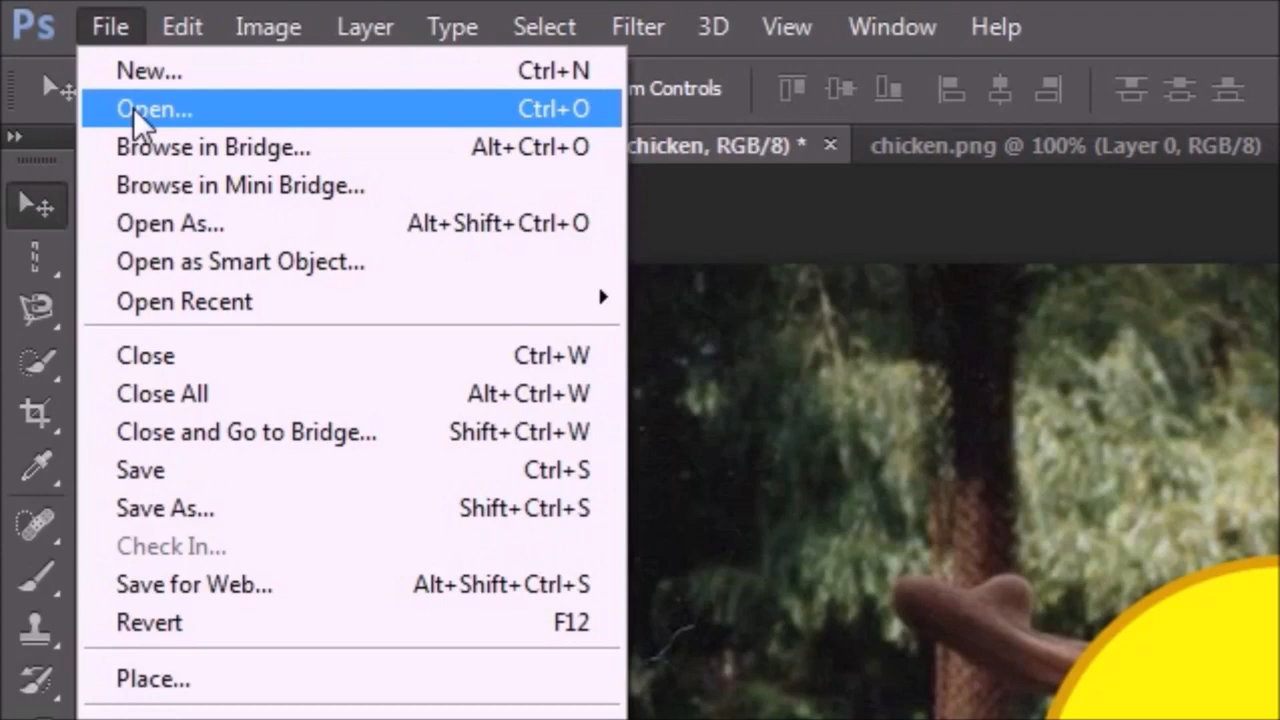 Ps File Edit Image Layer Type Select Filter 3D View Window Help
New... Ctrl+N
Open... Ctrl+O
m Controls
chicken, RGB/8) * × chicken.png @ 100% (Layer 0, RGB/8)
Browse in Bridge... Alt+Ctrl+O
Browse in Mini Bridge...
Open As... Alt+Shift+Ctrl+O
Open as Smart Object...
Open Recent
Close Ctrl+W
Close All Alt+Ctrl+W
Close and Go to Bridge... Shift+Ctrl+W
Save Ctrl+S
Save As... Shift+Ctrl+S
Check In...
Save for Web... Alt+Shift+Ctrl+S
Revert F12
Place...